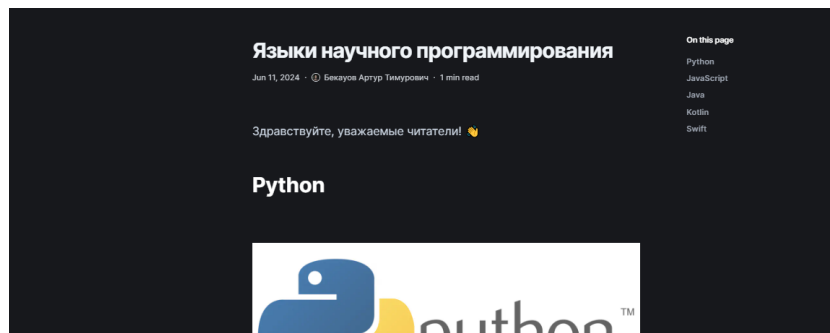 Языки научного программирования
Jun 11, 2024 · Бекауов Артур Тимурович · 1 min read
Здравствуйте, уважаемые читатели! 👋
Python
python™
On this page
Python
JavaScript
Java
Kotlin
Swift